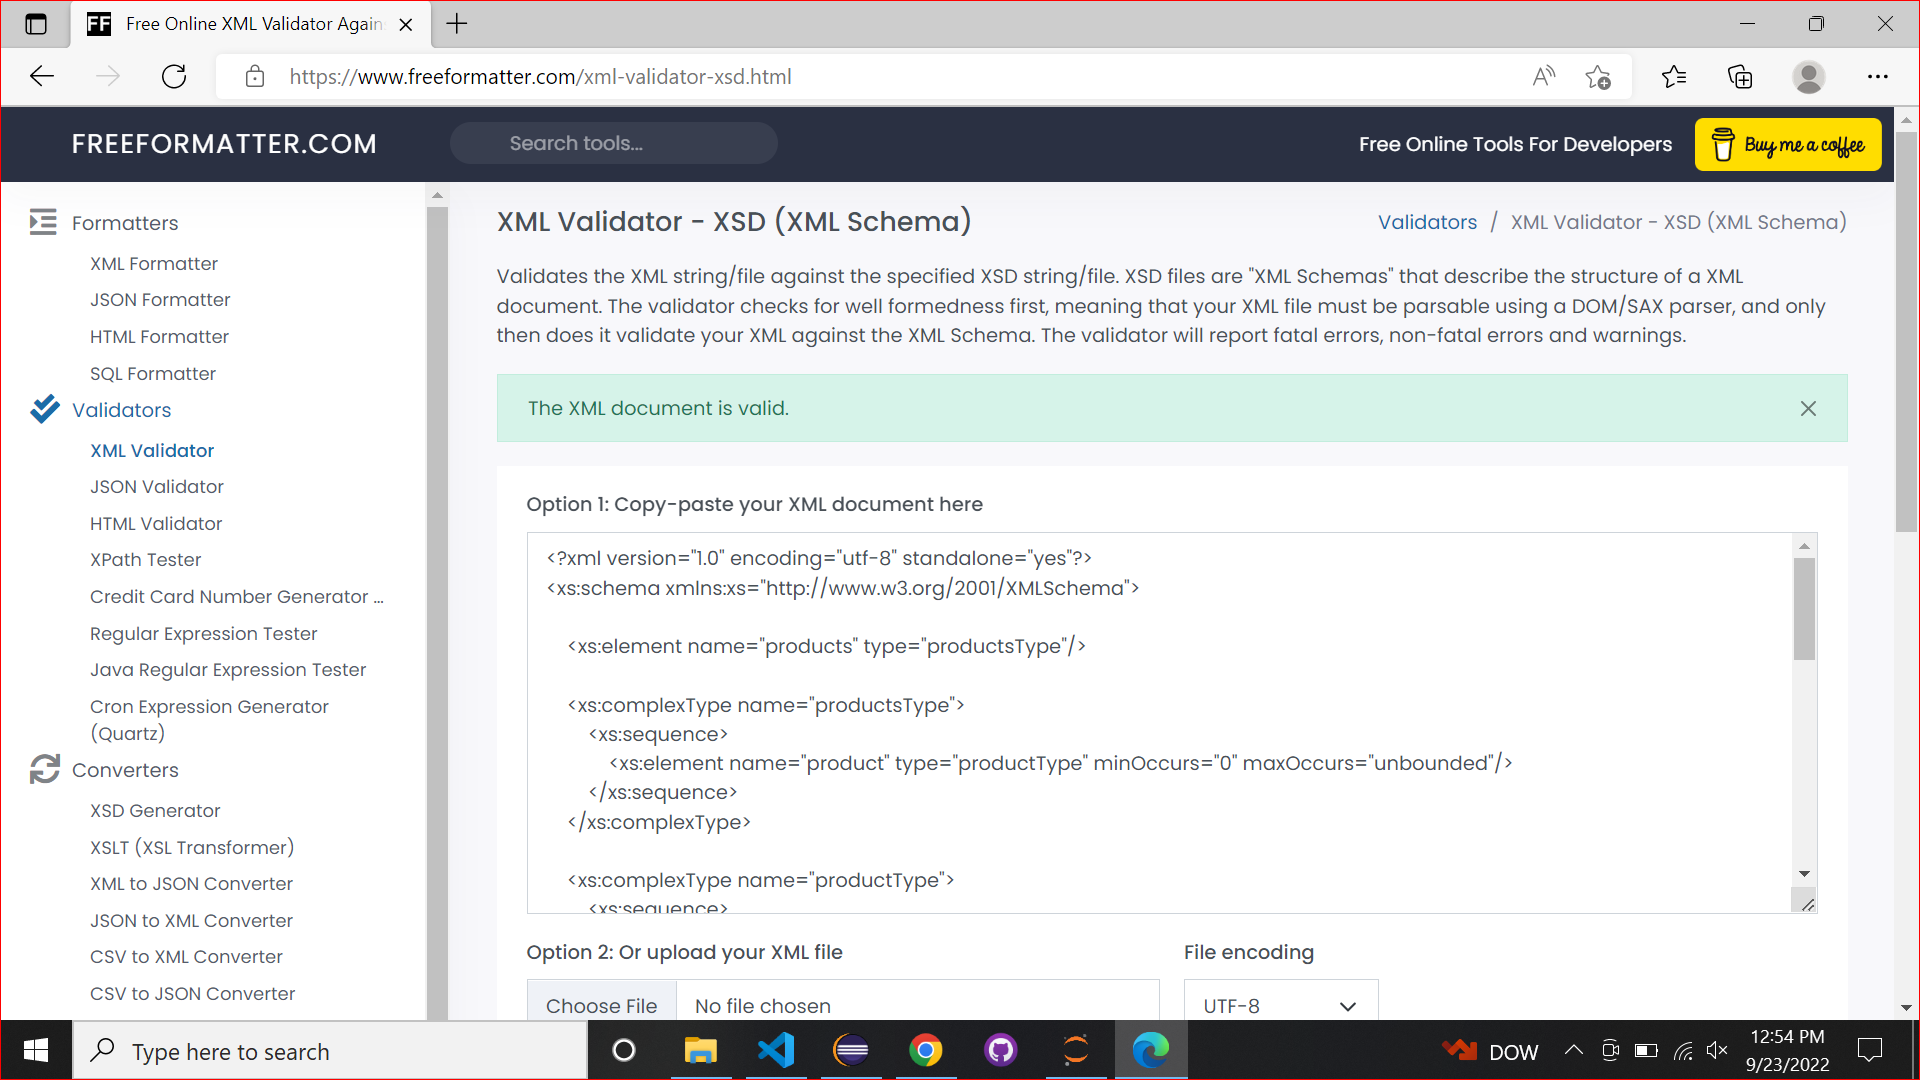 Free Online XML Validator Again
https://www.freeformatter.com/xml-validator-xsd.html
FREEFORMATTER.COM
Search tools...
Free Online Tools For Developers
Buy me a coffee
Formatters
XML Formatter
JSON Formatter
HTML Formatter
SQL Formatter
Validators
XML Validator
JSON Validator
HTML Validator
XPath Tester
Credit Card Number Generator ...
Regular Expression Tester
Java Regular Expression Tester
Cron Expression Generator
(Quartz)
Converters
XSD Generator
XSLT (XSL Transformer)
XML to JSON Converter
JSON to XML Converter
CSV to XML Converter
CSV to JSON Converter
XML Validator - XSD (XML Schema)
Validators / XML Validator - XSD (XML Schema)
Validates the XML string/file against the specified XSD string/file. XSD files are "XML Schemas" that describe the structure of a XML
document. The validator checks for well formedness first, meaning that your XML file must be parsable using a DOM/SAX parser, and only
then does it validate your XML against the XML Schema. The validator will report fatal errors, non-fatal errors and warnings.
The XML document is valid.
Option 1: Copy-paste your XML document here
<?xml version="1.0" encoding="utf-8" standalone="yes"?>
<xs:schema xmlns:xs="http://www.w3.org/2001/XMLSchema">
<xs:element name="products" type="productsType"/>
<xs:complexType name="productsType">
<xs:sequence>
<xs:element name="product" type="productType" minOccurs="0" maxOccurs="unbounded"/>
</xs:sequence>
</xs:complexType>
<xs:complexType name="productType">
<xs:sequence>
Option 2: Or upload your XML file
File encoding
Choose File
No file chosen
UTF-8
Type here to search
DOW
12:54 PM
9/23/2022